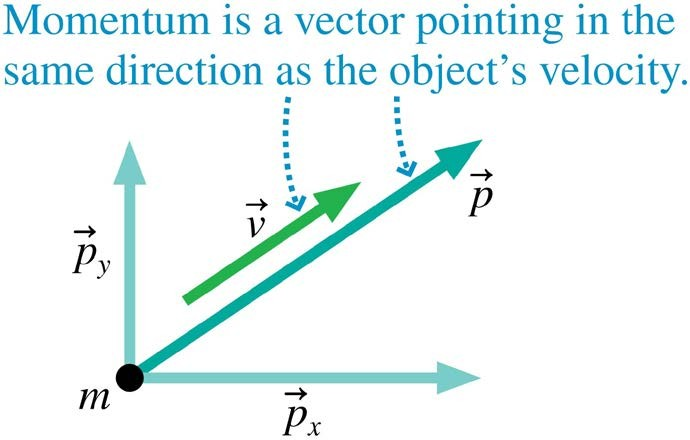 Momentum is a vector pointing in the
same direction as the object's velocity.
v⃗
p⃗
p⃗y
m
p⃗x